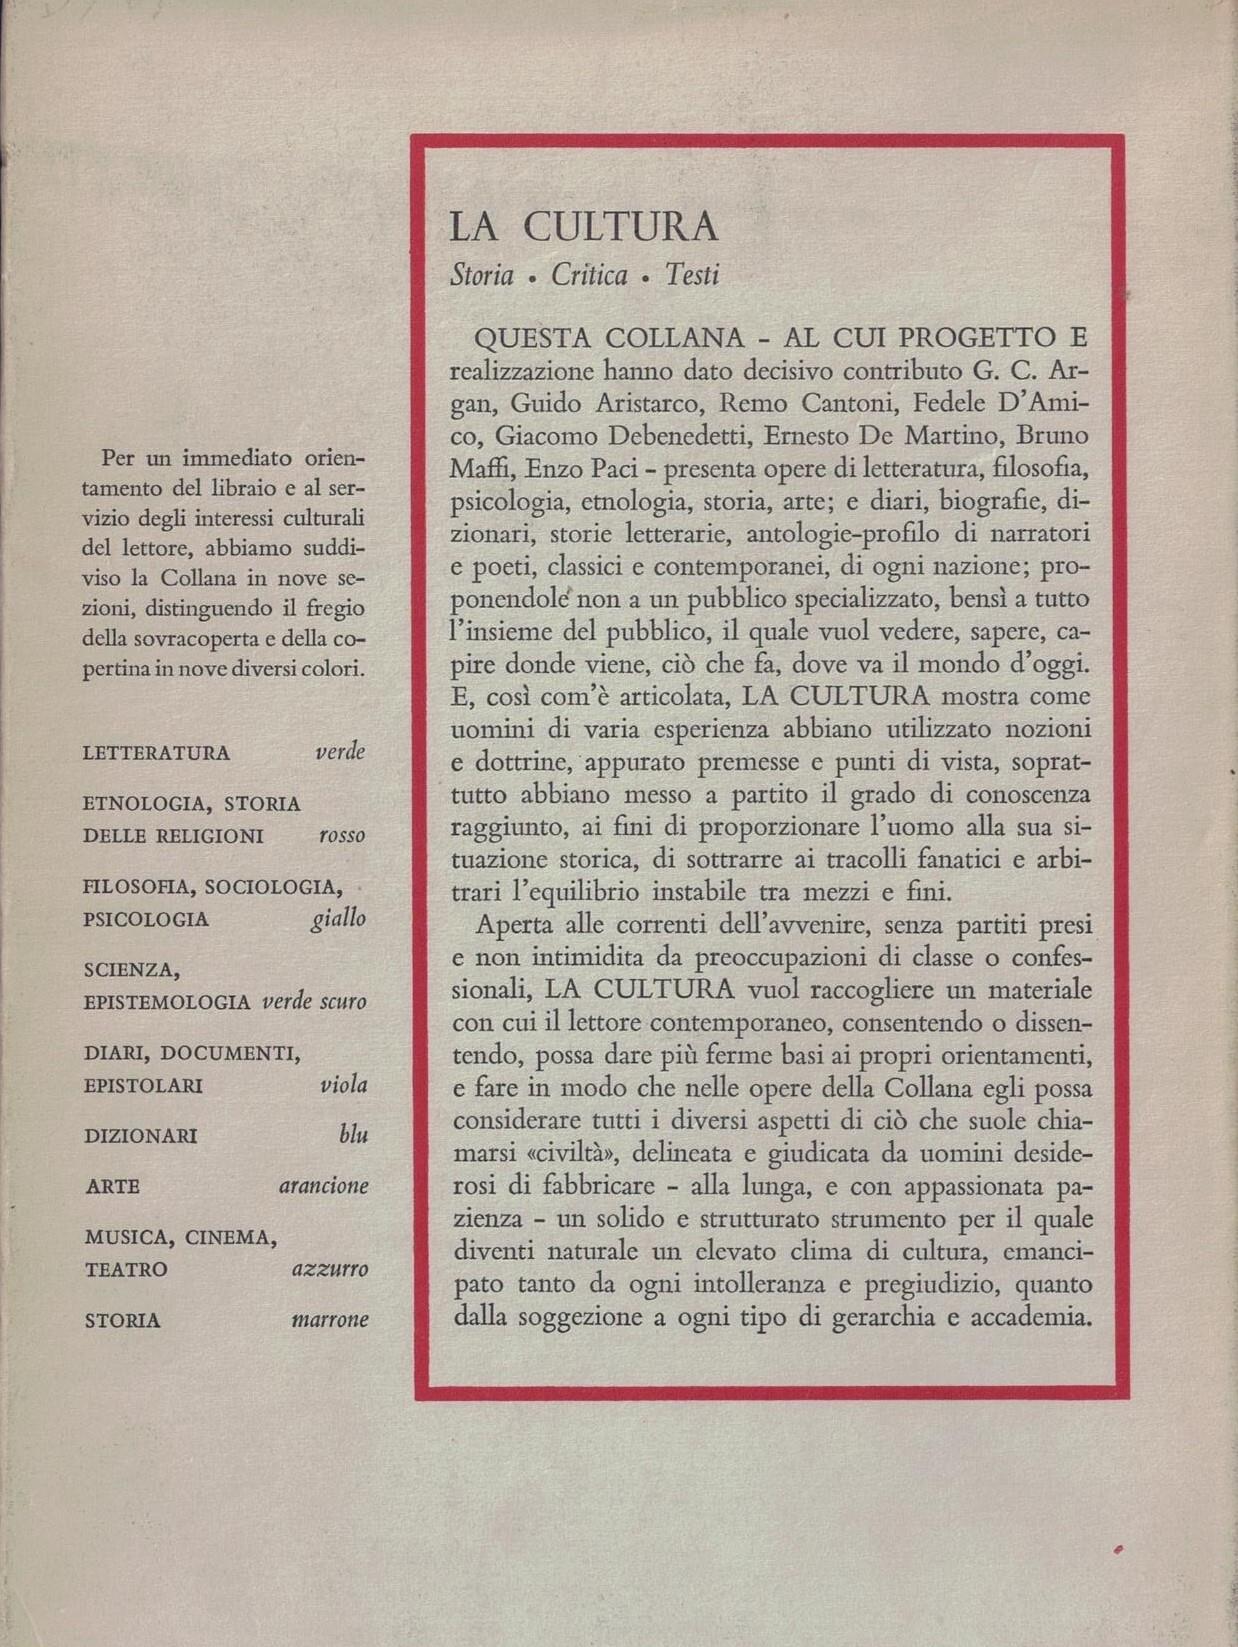 LA CULTURA
Storia • Critica • Testi
QUESTA COLLANA – AL CUI PROGETTO E
realizzazione hanno dato decisivo contributo G. C. Ar-
gan, Guido Aristarco, Remo Cantoni, Fedele D'Ami-
co, Giacomo Debenedetti, Ernesto De Martino, Bruno
Maffi, Enzo Paci – presenta opere di letteratura, filosofia,
psicologia, etnologia, storia, arte; e diari, biografie, di-
zionari, storie letterarie, antologie-profilo di narratori
e poeti, classici e contemporanei, di ogni nazione; pro-
ponendole non a un pubblico specializzato, bensì a tutto
l'insieme del pubblico, il quale vuol vedere, sapere, ca-
pire donde viene, ciò che fa, dove va il mondo d'oggi.
E, così com'è articolata, LA CULTURA mostra come
uomini di varia esperienza abbiano utilizzato nozioni
e dottrine, appurato premesse e punti di vista, soprat-
tutto abbiano messo a partito il grado di conoscenza
raggiunto, ai fini di proporzionare l'uomo alla sua si-
tuazione storica, di sottrarre ai tracolli fanatici e arbi-
trari l'equilibrio instabile tra mezzi e fini.
Aperta alle correnti dell'avvenire, senza partiti presi
e non intimidita da preoccupazioni di classe o confes-
sionali, LA CULTURA vuol raccogliere un materiale
con cui il lettore contemporaneo, consentendo o dissen-
tendo, possa dare più ferme basi ai propri orientamenti,
e fare in modo che nelle opere della Collana egli possa
considerare tutti i diversi aspetti di ciò che suole chia-
marsi «civiltà», delineata e giudicata da uomini deside-
rosi di fabbricare – alla lunga, e con appassionata pa-
zienza – un solido e strutturato strumento per il quale
diventi naturale un elevato clima di cultura, emanci-
pato tanto da ogni intolleranza e pregiudizio, quanto
dalla soggezione a ogni tipo di gerarchia e accademia.
Per un immediato orien-
tamento del libraio e al ser-
vizio degli interessi culturali
del lettore, abbiamo suddi-
viso la Collana in nove se-
zioni, distinguendo il fregio
della sovracoperta e della co-
pertina in nove diversi colori.
LETTERATURA verde
ETNOLOGIA, STORIA
DELLE RELIGIONI rosso
FILOSOFIA, SOCIOLOGIA,
PSICOLOGIA giallo
SCIENZA,
EPISTEMOLOGIA verde scuro
DIARI, DOCUMENTI,
EPISTOLARI viola
DIZIONARI blu
ARTE arancione
MUSICA, CINEMA,
TEATRO azzurro
STORIA marrone